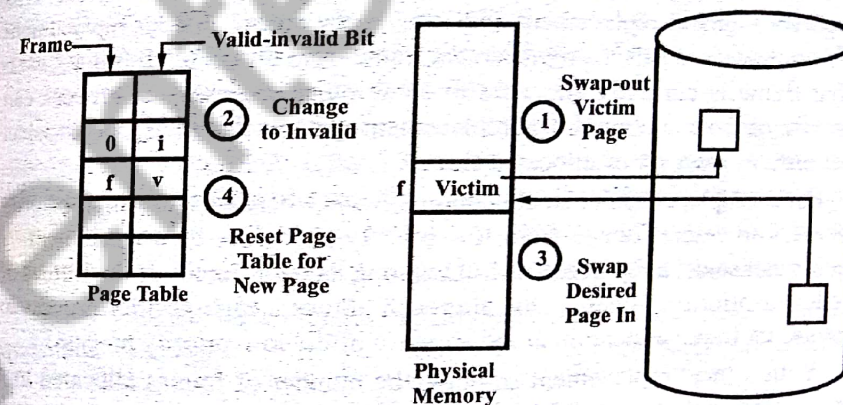 Frame
Valid-invalid Bit
0 i
f v
2
Change
to Invalid
4
Reset Page
Table for
New Page
Page Table
f
Victim
Physical
Memory
1
Swap-out
Victim
Page
3
Swap
Desired
Page In